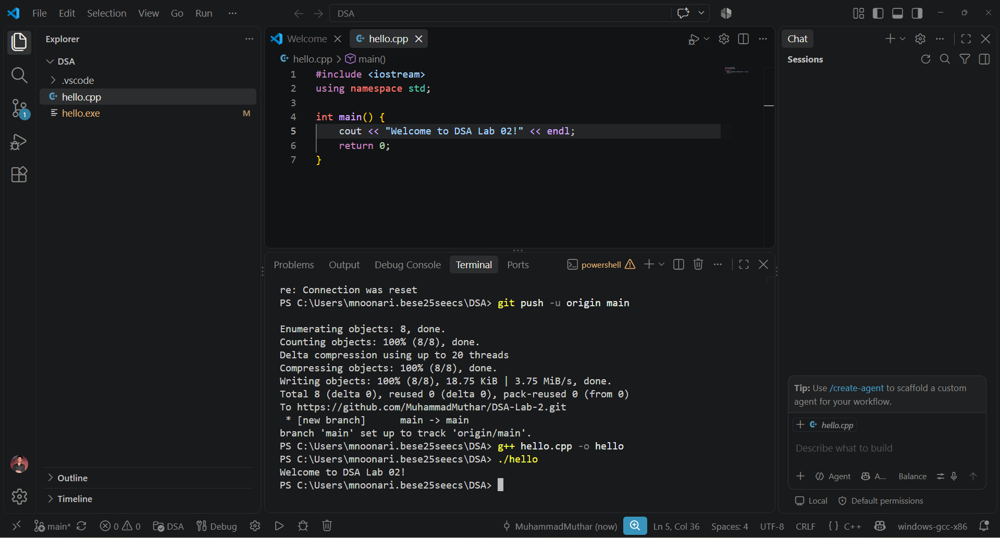 File Edit Selection View Go Run ···
DSA
Explorer
DSA
.vscode
hello.cpp
hello.exe M
1
Outline
Timeline
Welcome hello.cpp
hello.cpp > main()
1 #include <iostream>
2 using namespace std;
3
4 int main() {
5 cout << "Welcome to DSA Lab 02!" << endl;
6 return 0;
7 }
Problems Output Debug Console Terminal Ports powershell
re: Connection was reset
PS C:\Users\mnoonari.bese25seecs\DSA> git push -u origin main
Enumerating objects: 8, done.
Counting objects: 100% (8/8), done.
Delta compression using up to 20 threads
Compressing objects: 100% (8/8), done.
Writing objects: 100% (8/8), 18.75 KiB | 3.75 MiB/s, done.
Total 8 (delta 0), reused 0 (delta 0), pack-reused 0 (from 0)
To https://github.com/MuhammadMuthar/DSA-Lab-2.git
* [new branch] main -> main
branch 'main' set up to track 'origin/main'.
PS C:\Users\mnoonari.bese25seecs\DSA> g++ hello.cpp -o hello
PS C:\Users\mnoonari.bese25seecs\DSA> ./hello
Welcome to DSA Lab 02!
PS C:\Users\mnoonari.bese25seecs\DSA>
Chat
Sessions
Tip: Use /create-agent to scaffold a custom
agent for your workflow.
hello.cpp
Describe what to build
Agent A... Balance
Local Default permissions
main* 0 0 DSA Debug MuhammadMuthar (now) Ln 5, Col 36 Spaces: 4 UTF-8 CRLF {} C++ windows-gcc-x86